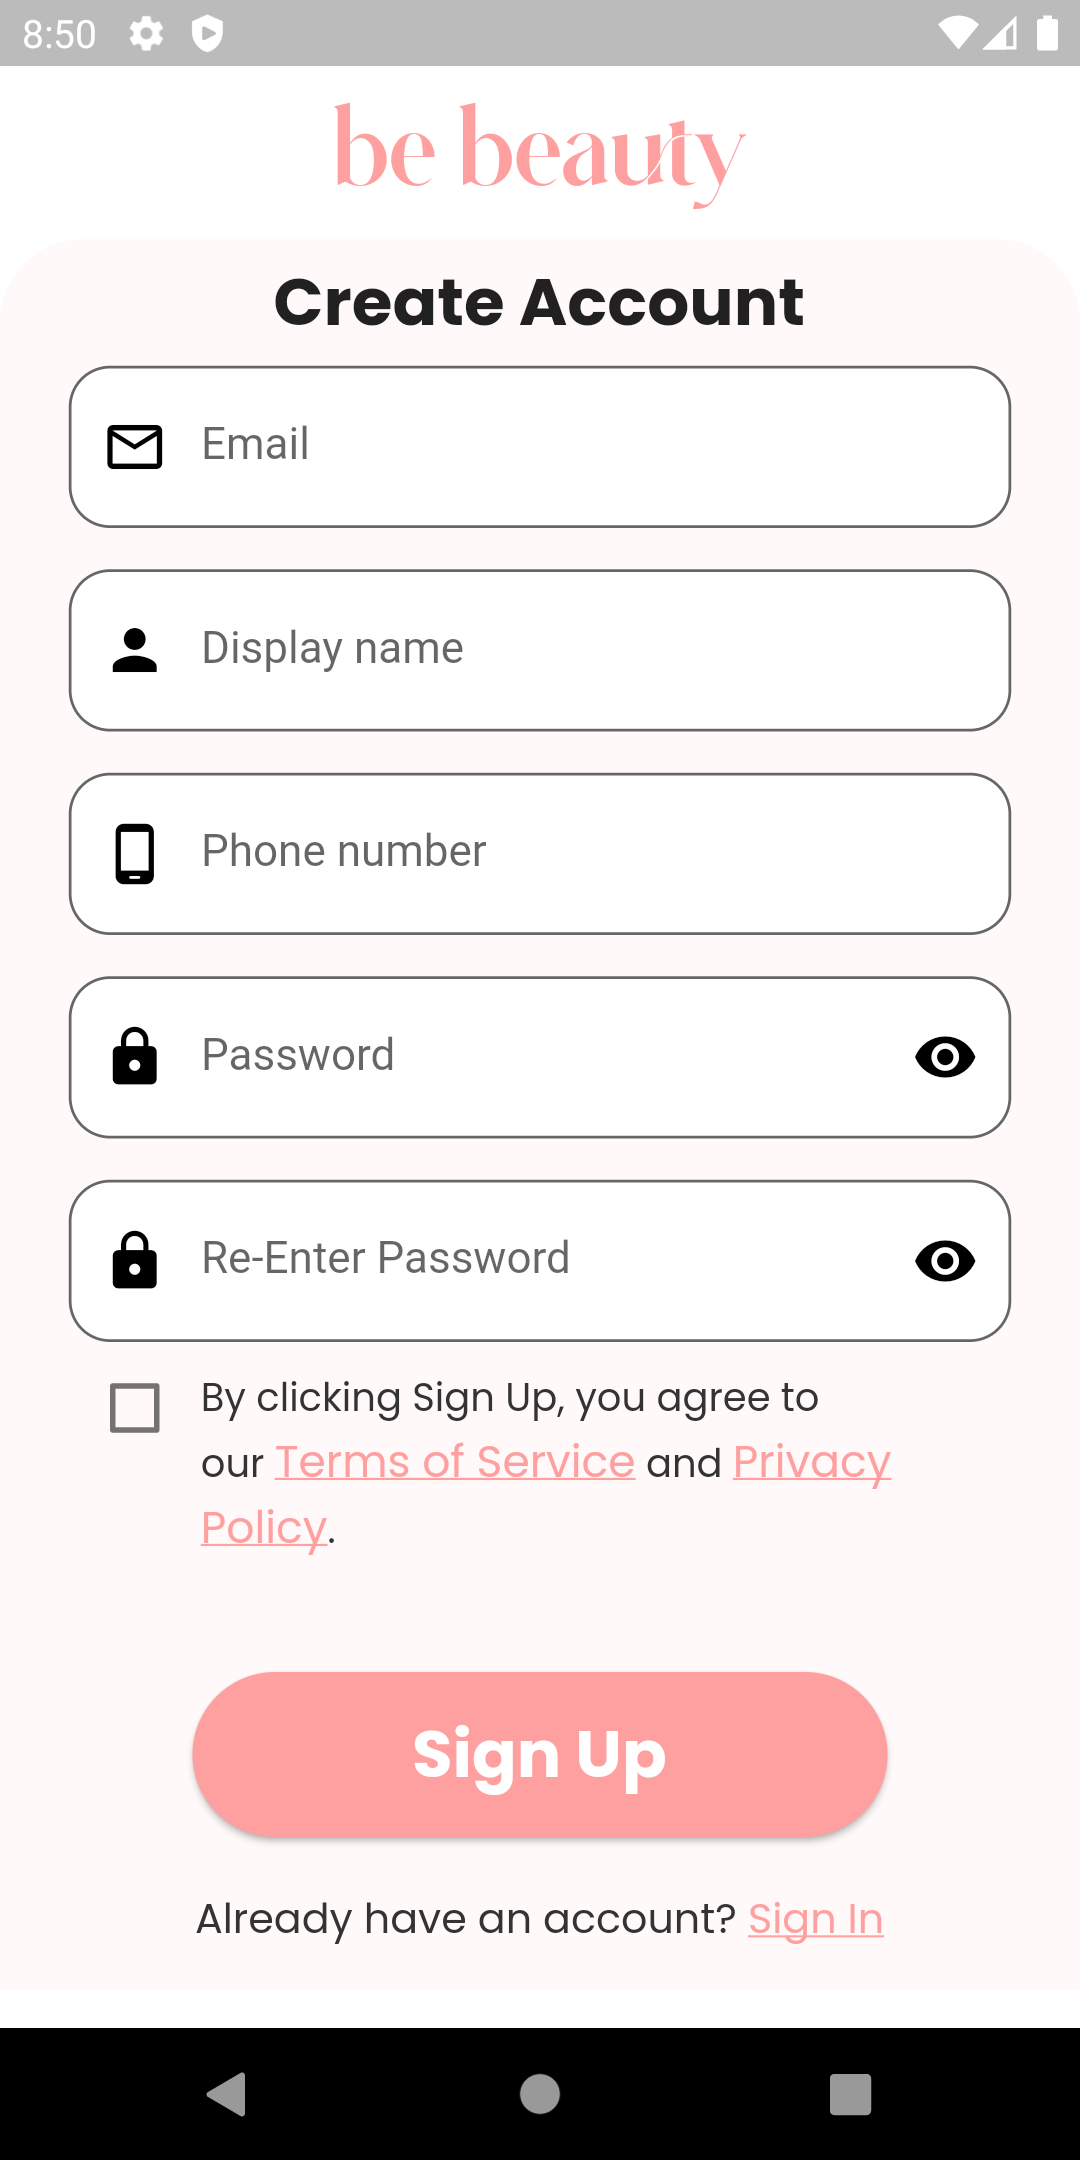 8:50
be beauty
Create Account
Email
Display name
Phone number
Password
Re-Enter Password
By clicking Sign Up, you agree to
our Terms of Service and Privacy
Policy.
Sign Up
Already have an account? Sign In